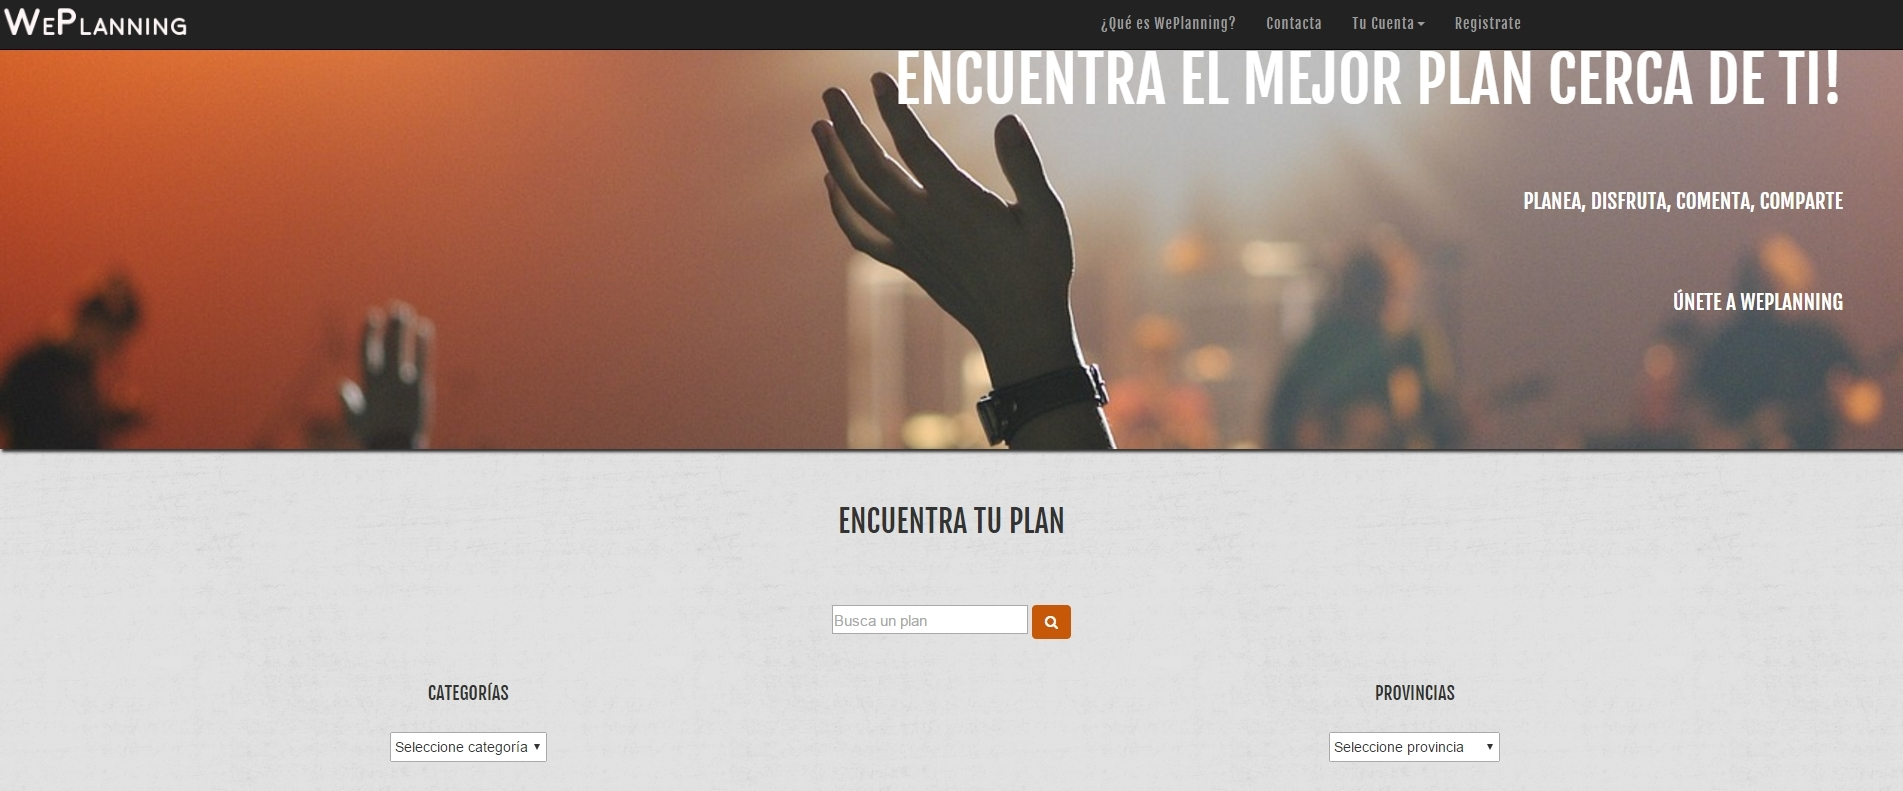 WEPLANNING
¿Qué es WePlanning? Contacta Tu Cuenta Registrate
ENCUENTRA EL MEJOR PLAN CERCA DE TI!
PLANEA, DISFRUTA, COMENTA, COMPARTE
ÚNETE A WEPLANNING
ENCUENTRA TU PLAN
Busca un plan
CATEGORÍAS
PROVINCIAS
Seleccione categoría
Seleccione provincia